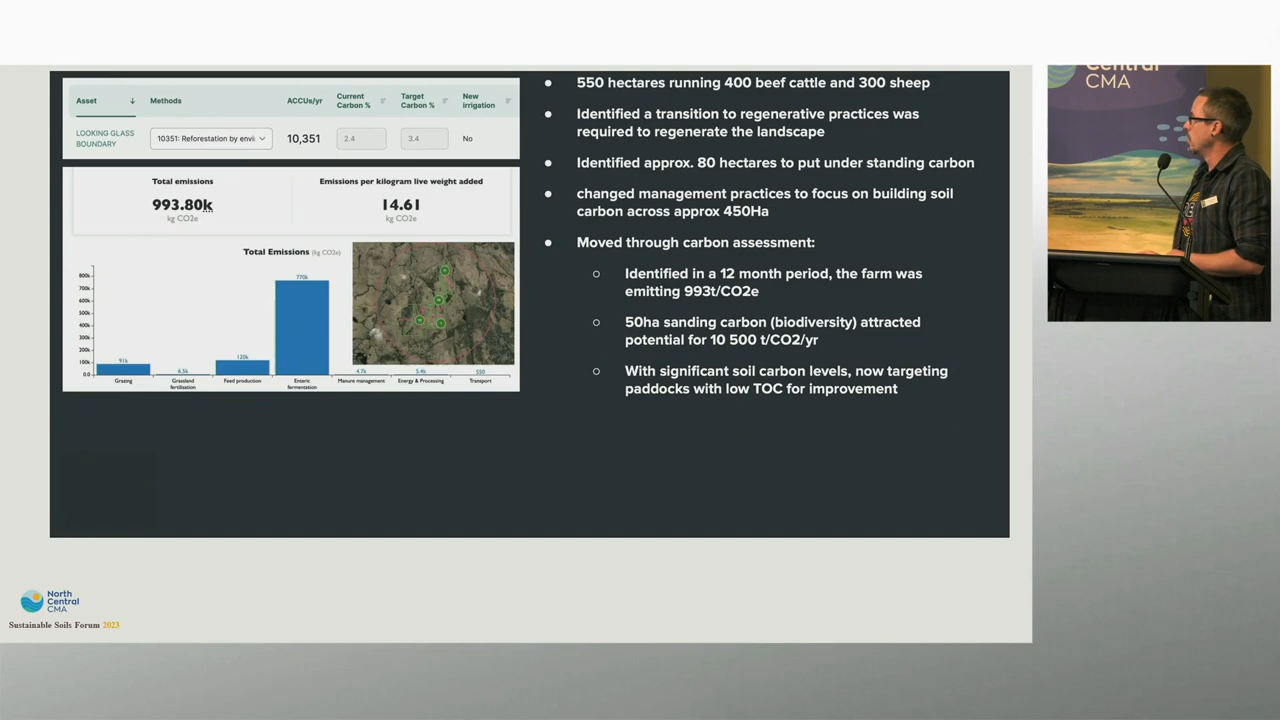 Asset
Methods
ACCUs/yr
Current Carbon %
Target Carbon %
New irrigation
LOOKING GLASS BOUNDARY
10351: Reforestation by envi
10,351
2.4
3.4
No
Total emissions
993.80k
kg CO2e
Emissions per kilogram live weight added
14.61
kg CO2e
Total Emissions (kg CO2e)
800k
700k
600k
500k
400k
300k
200k
100k
0.0
91k
6.5k
120k
770k
4.7k
5.4k
550
Grazing
Grassland fertilisation
Feed production
Enteric fermentation
Manure management
Energy & Processing
Transport
● 550 hectares running 400 beef cattle and 300 sheep
● Identified a transition to regenerative practices was
required to regenerate the landscape
● Identified approx. 80 hectares to put under standing carbon
● changed management practices to focus on building soil
carbon across approx 450Ha
● Moved through carbon assessment:
○ Identified in a 12 month period, the farm was
emitting 993t/CO2e
○ 50ha sanding carbon (biodiversity) attracted
potential for 10 500 t/CO2/yr
○ With significant soil carbon levels, now targeting
paddocks with low TOC for improvement
Central
CMA
North
Central
CMA
Sustainable Soils Forum 2023